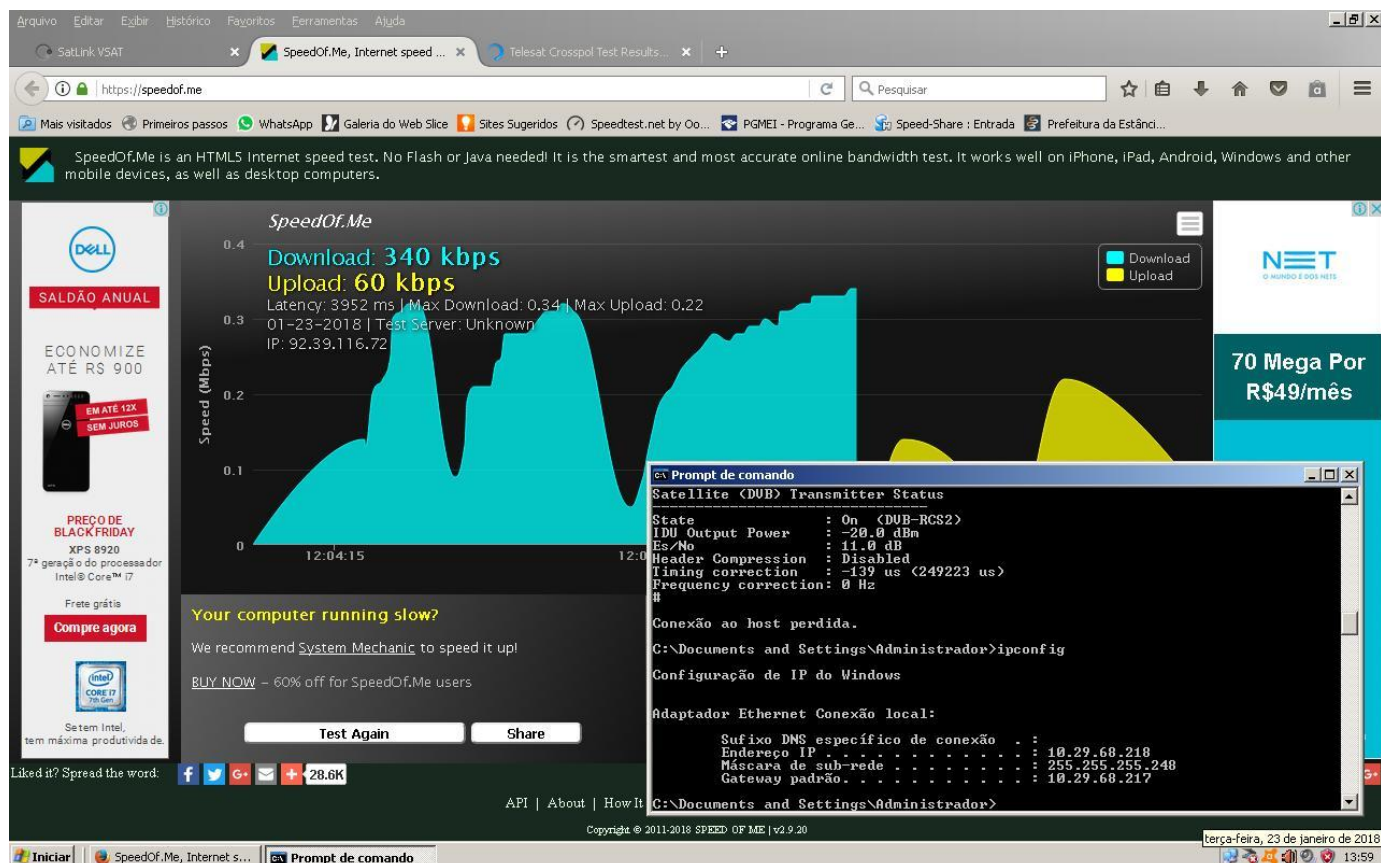 Arquivo Editar Exibir Histórico Favoritos Ferramentas Ajuda
SatLink VSAT
SpeedOf.Me, Internet speed ...
Telesat Crosspol Test Results...
https://speedof.me
Pesquisar
Mais visitados Primeiros passos WhatsApp Galeria do Web Slice Sites Sugeridos Speedtest.net by Oo... PGMEI - Programa Ge... Speed-Share : Entrada Prefeitura da Estânci...
SpeedOf.Me is an HTML5 Internet speed test. No Flash or Java needed! It is the smartest and most accurate online bandwidth test. It works well on iPhone, iPad, Android, Windows and other
mobile devices, as well as desktop computers.
DELL
SALDÃO ANUAL
ECONOMIZE
ATÉ R$ 900
EM ATÉ 12X
SEM JUROS
PREÇO DE
BLACK FRIDAY
XPS 8920
7ª geração do processador
Intel® Core™ i7
Frete grátis
Compre agora
intel
CORE i7
7th Gen
Se tem Intel,
tem máxima produtividade.
SpeedOf.Me
Download: 340 kbps
Upload: 60 kbps
Latency: 3952 ms | Max Download: 0.34 | Max Upload: 0.22
01-23-2018 | Test Server: Unknown
IP: 92.39.116.72
Download
Upload
Speed (Mbps)
0.4
0.3
0.2
0.1
0
12:04:15
12:0
NET
O MUNDO É DOS NETS
70 Mega Por
R$49/mês
Your computer running slow?
We recommend System Mechanic to speed it up!
BUY NOW – 60% off for SpeedOf.Me users
Test Again
Share
Prompt de comando
Satellite (DVB) Transmitter Status
-----------------------------------
State : On (DVB-RCS2)
IDU Output Power : -20.0 dBm
Es/No : 11.0 dB
Header Compression : Disabled
Timing correction : -139 us (249223 us)
Frequency correction: 0 Hz
#
Conexão ao host perdida.
C:\Documents and Settings\Administrador>ipconfig
Configuração de IP do Windows
Adaptador Ethernet Conexão local:
Sufixo DNS específico de conexão . :
Endereço IP . . . . . . . . . . . . : 10.29.68.218
Máscara de sub-rede . . . . . . . . : 255.255.255.248
Gateway padrão. . . . . . . . . . . : 10.29.68.217
C:\Documents and Settings\Administrador>
Liked it? Spread the word:
28.6K
API | About | How It
Copyright © 2011-2018 SPEED OF ME | v2.9.20
terça-feira, 23 de janeiro de 2018
Iniciar
SpeedOf.Me, Internet s...
Prompt de comando
13:59